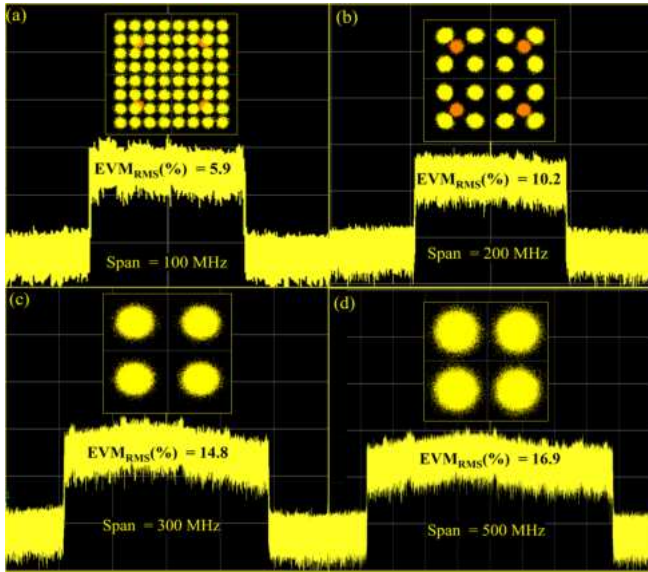 (a)
EVM_RMS(%) = 5.9
Span = 100 MHz
(b)
EVM_RMS(%) = 10.2
Span = 200 MHz
(c)
EVM_RMS(%) = 14.8
Span = 300 MHz
(d)
EVM_RMS(%) = 16.9
Span = 500 MHz